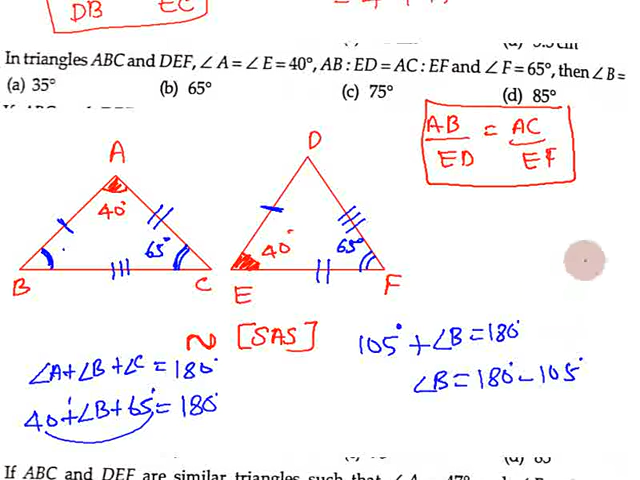 DB EC
In triangles ABC and DEF, ∠ A = ∠ E = 40°, AB : ED = AC : EF and ∠ F = 65°, then ∠ B =
(a) 35° (b) 65° (c) 75° (d) 85°
AB/ED = AC/EF
A
D
40°
65°
40°
65°
B C E F
~ [SAS]
∠A+∠B+∠C = 180°
40°+∠B+65° = 180°
105° + ∠B = 180°
∠B = 180° - 105°
If ABC and DEF are similar triangles such that ∠ A = 47°